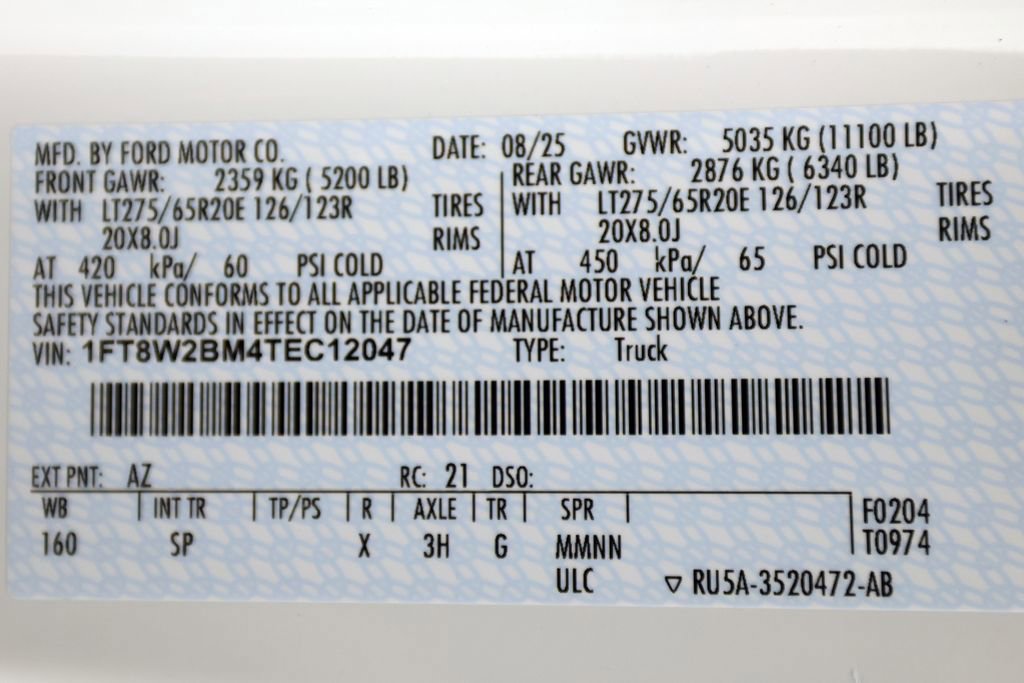 MFD. BY FORD MOTOR CO. DATE: 08/25 GVWR: 5035 KG (11100 LB)
FRONT GAWR: 2359 KG ( 5200 LB) REAR GAWR: 2876 KG ( 6340 LB)
WITH LT275/65R20E 126/123R TIRES WITH LT275/65R20E 126/123R TIRES
20X8.0J RIMS 20X8.0J RIMS
AT 420 kPa/ 60 PSI COLD AT 450 kPa/ 65 PSI COLD
THIS VEHICLE CONFORMS TO ALL APPLICABLE FEDERAL MOTOR VEHICLE
SAFETY STANDARDS IN EFFECT ON THE DATE OF MANUFACTURE SHOWN ABOVE.
VIN: 1FT8W2BM4TEC12047 TYPE: Truck
EXT PNT: AZ RC: 21 DSO:
WB INT TR TP/PS R AXLE TR SPR F0204
160 SP X 3H G MMNN T0974
ULC ▽ RU5A-3520472-AB